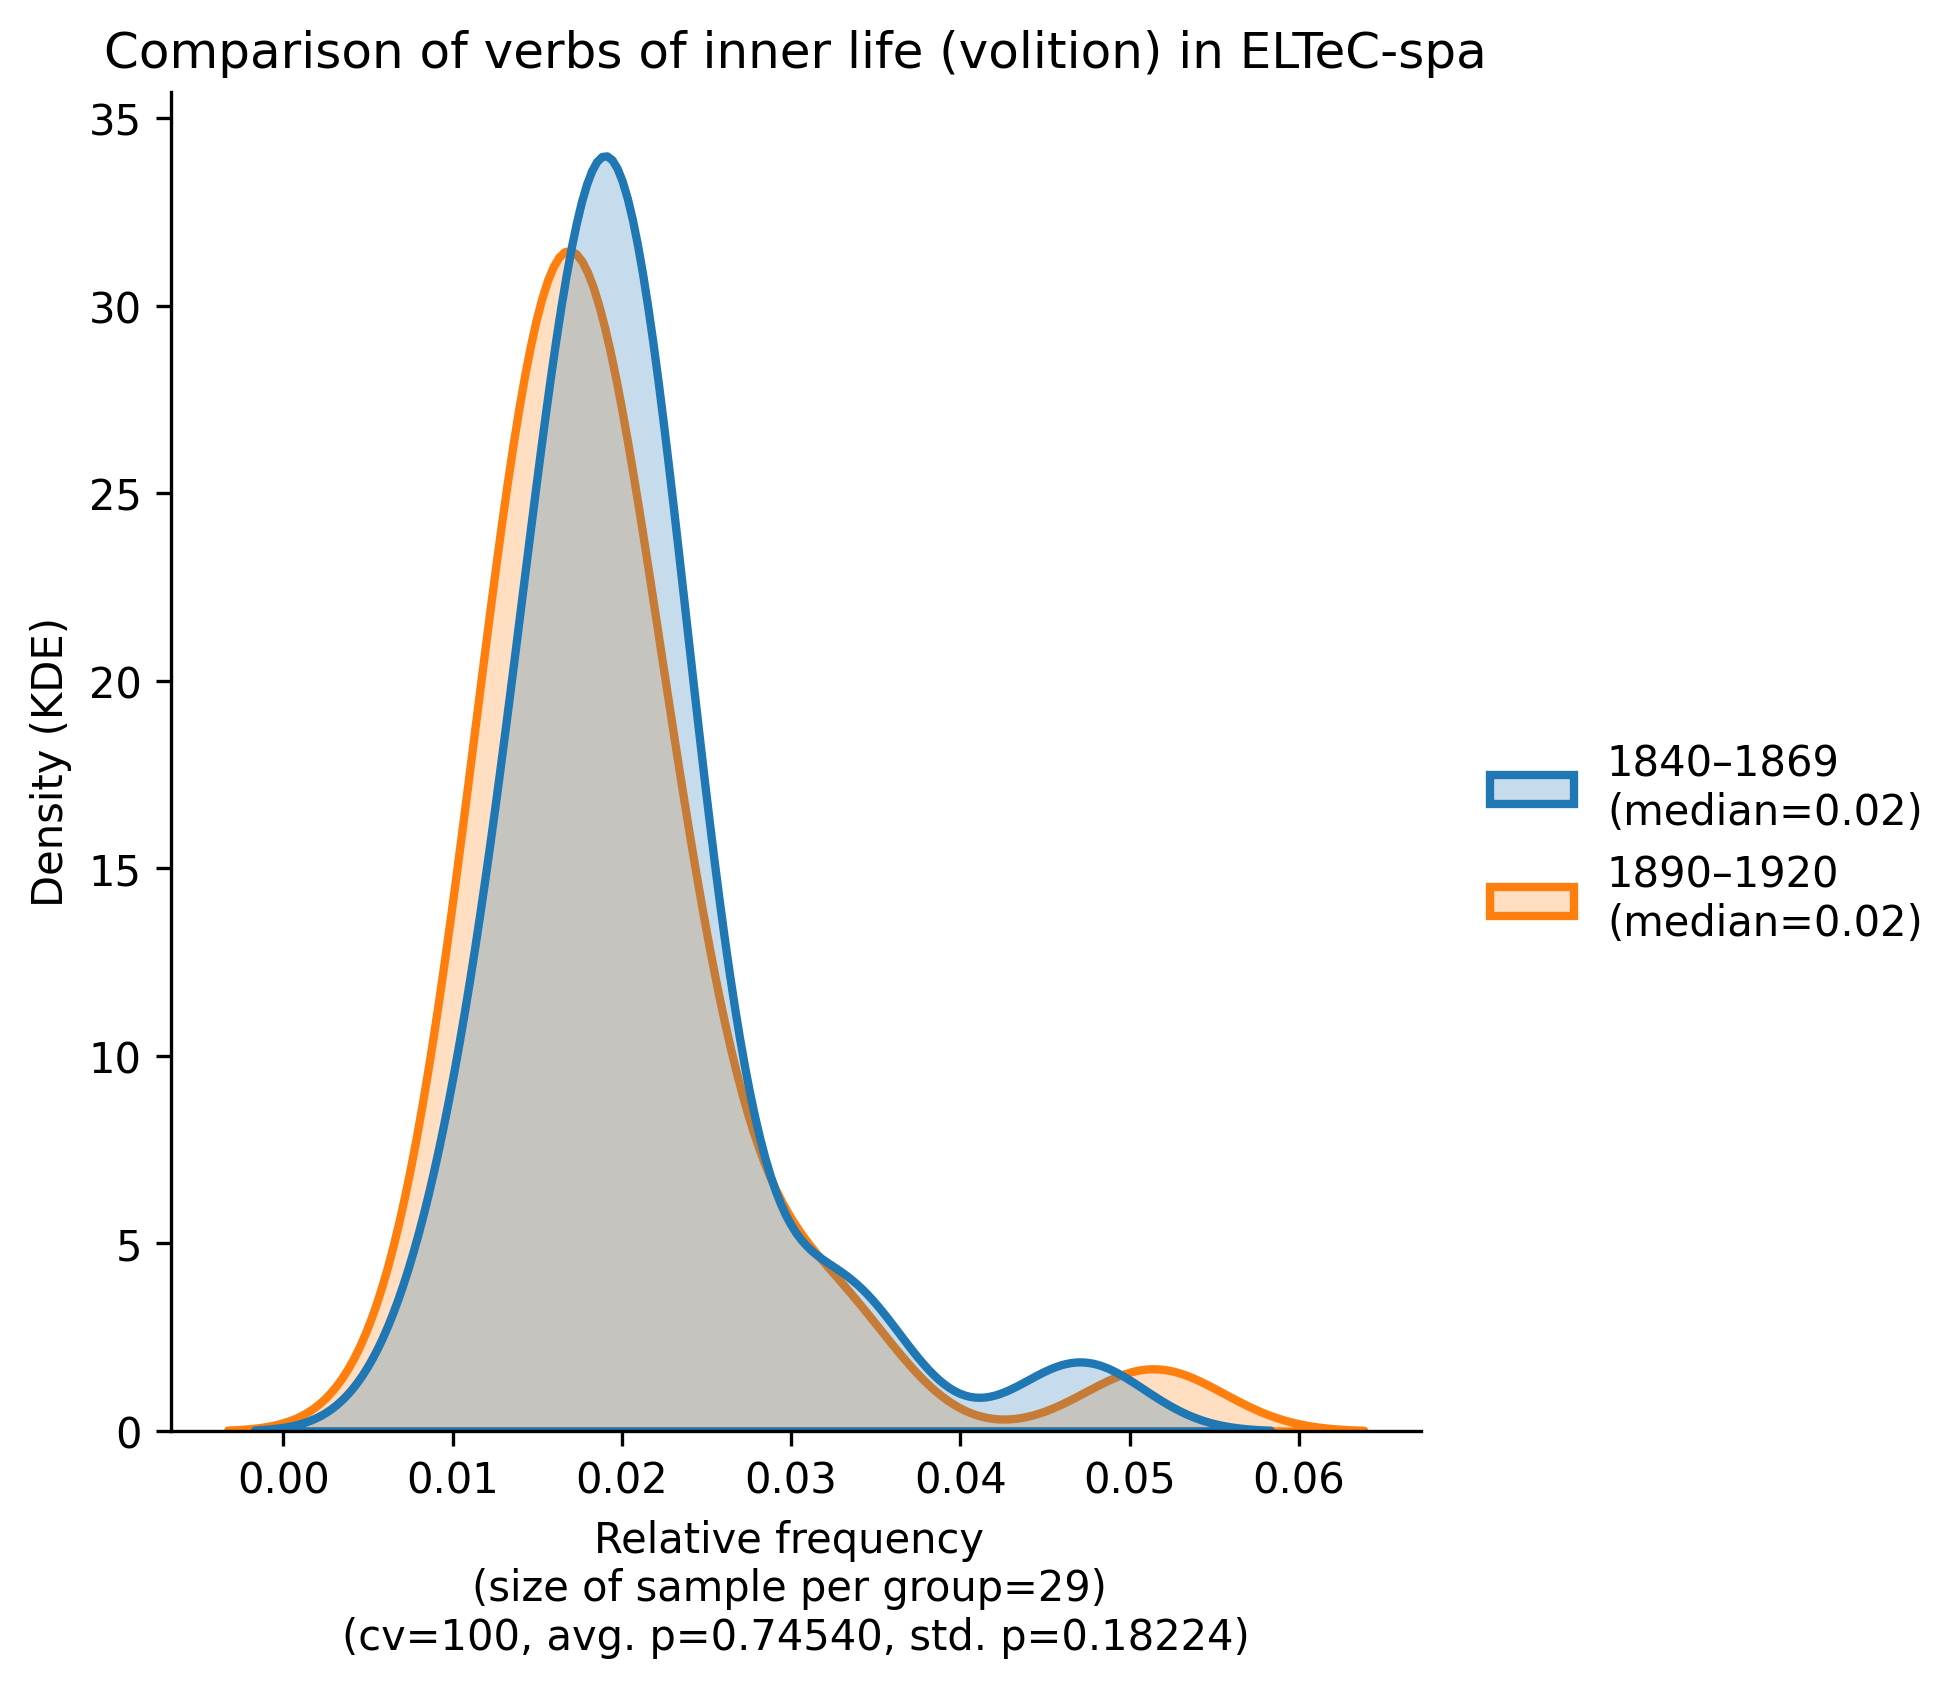 Comparison of verbs of inner life (volition) in ELTeC-spa
35
30
25
20
15
10
5
0
Density (KDE)
0.00 0.01 0.02 0.03 0.04 0.05 0.06
Relative frequency
(size of sample per group=29)
(cv=100, avg. p=0.74540, std. p=0.18224)
1840–1869
(median=0.02)
1890–1920
(median=0.02)